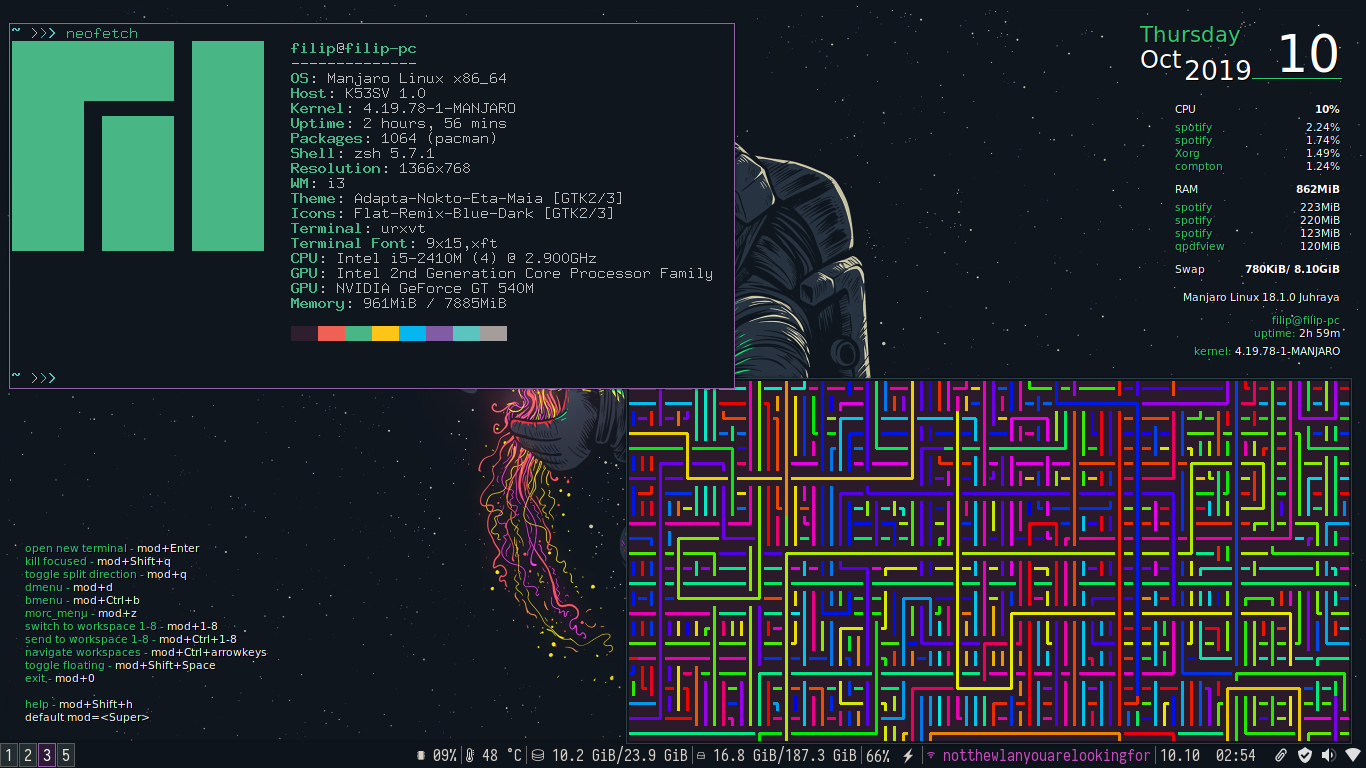 ~ >>> neofetch
filip@filip-pc
--------------
OS: Manjaro Linux x86_64
Host: K53SV 1.0
Kernel: 4.19.78-1-MANJARO
Uptime: 2 hours, 56 mins
Packages: 1064 (pacman)
Shell: zsh 5.7.1
Resolution: 1366x768
WM: i3
Theme: Adapta-Nokto-Eta-Maia [GTK2/3]
Icons: Flat-Remix-Blue-Dark [GTK2/3]
Terminal: urxvt
Terminal Font: 9x15,xft
CPU: Intel i5-2410M (4) @ 2.900GHz
GPU: Intel 2nd Generation Core Processor Family
GPU: NVIDIA GeForce GT 540M
Memory: 961MiB / 7885MiB
~ >>>
Thursday
Oct 2019 10
CPU 10%
spotify 2.24%
spotify 1.74%
Xorg 1.49%
compton 1.24%
RAM 862MiB
spotify 223MiB
spotify 220MiB
spotify 123MiB
qpdfview 120MiB
Swap 780KiB/ 8.10GiB
Manjaro Linux 18.1.0 Juhraya
filip@filip-pc
uptime: 2h 59m
kernel: 4.19.78-1-MANJARO
open new terminal - mod+Enter
kill focused - mod+Shift+q
toggle split direction - mod+q
dmenu - mod+d
bmenu - mod+Ctrl+b
morc_menu - mod+z
switch to workspace 1-8 - mod+1-8
send to workspace 1-8 - mod+Ctrl+1-8
navigate workspaces - mod+Ctrl+arrowkeys
toggle floating - mod+Shift+Space
exit - mod+0
help - mod+Shift+h
default mod=<Super>
1 2 3 5 09%| 48 °C| 10.2 GiB/23.9 GiB| 16.8 GiB/187.3 GiB|66% | notthewlanyouarelookingfor|10.10 02:54